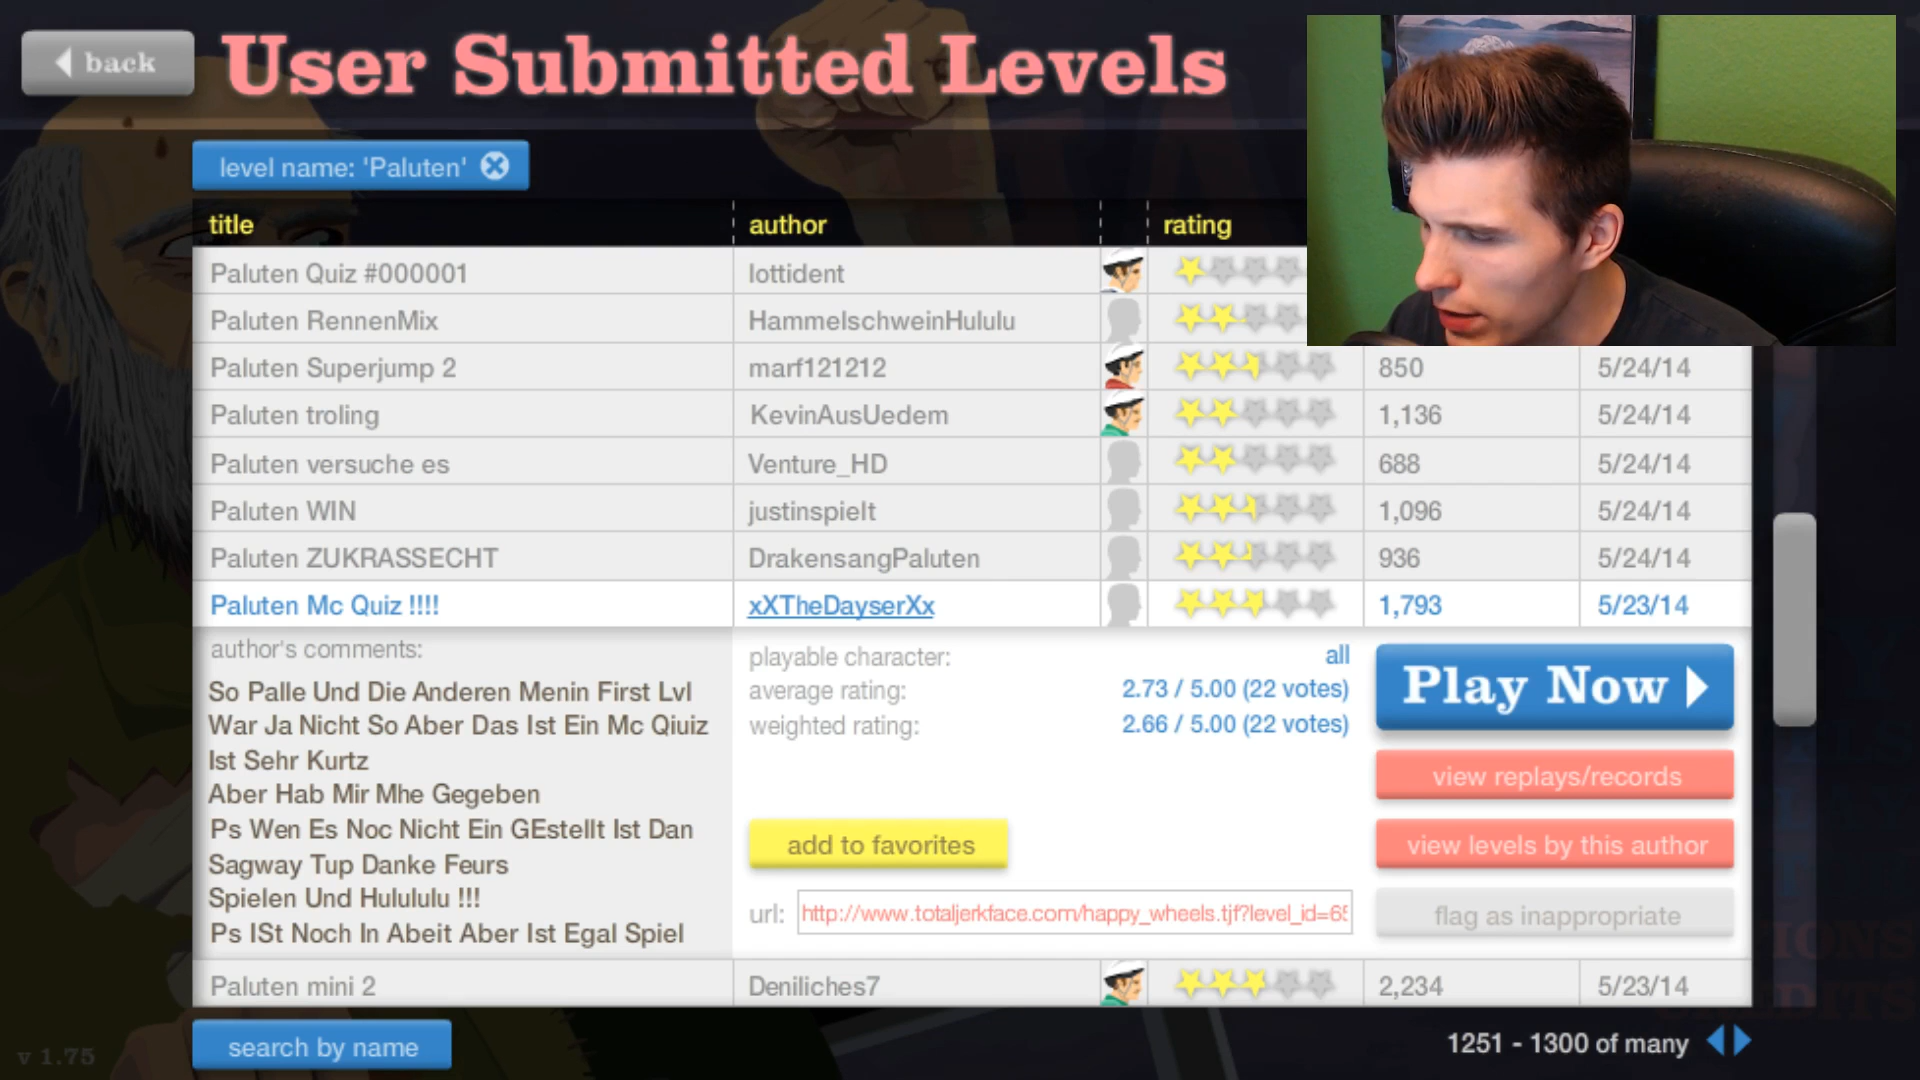 back
User Submitted Levels
level name: 'Paluten'
title author rating
Paluten Quiz #000001 lottident
Paluten RennenMix HammelschweinHululu
Paluten Superjump 2 marf121212 850 5/24/14
Paluten troling KevinAusUedem 1,136 5/24/14
Paluten versuche es Venture_HD 688 5/24/14
Paluten WIN justinspielt 1,096 5/24/14
Paluten ZUKRASSECHT DrakensangPaluten 936 5/24/14
Paluten Mc Quiz !!!! xXTheDayserXx 1,793 5/23/14
author's comments:
So Palle Und Die Anderen Menin First Lvl
War Ja Nicht So Aber Das Ist Ein Mc Qiuiz
Ist Sehr Kurtz
Aber Hab Mir Mhe Gegeben
Ps Wen Es Noc Nicht Ein GEstellt Ist Dan
Sagway Tup Danke Feurs
Spielen Und Hulululu !!!
Ps ISt Noch In Abeit Aber Ist Egal Spiel
playable character: all
average rating: 2.73 / 5.00 (22 votes)
weighted rating: 2.66 / 5.00 (22 votes)
add to favorites
url: http://www.totaljerkface.com/happy_wheels.tjf?level_id=6
Play Now
view replays/records
view levels by this author
flag as inappropriate
Paluten mini 2 Deniliches7 2,234 5/23/14
search by name
1251 - 1300 of many
v 1.75